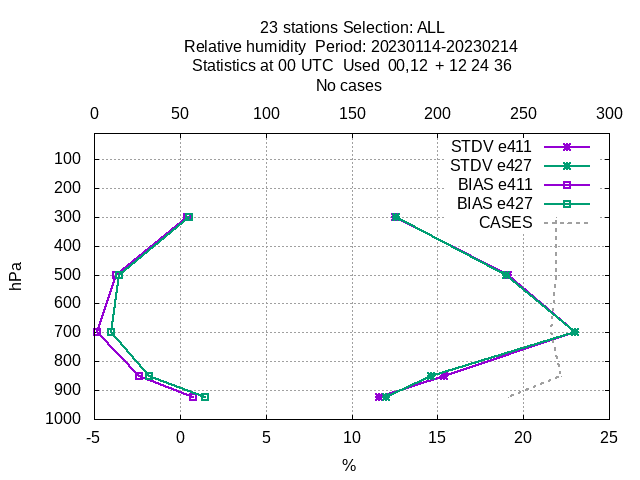 23 stations Selection: ALL
Relative humidity  Period: 20230114-20230214
Statistics at 00 UTC  Used  00,12  + 12 24 36
No cases
0 50 100 150 200 250 300
STDV e411
STDV e427
BIAS e411
BIAS e427
CASES
hPa
100
200
300
400
500
600
700
800
900
1000
-5 0 5 10 15 20 25
%